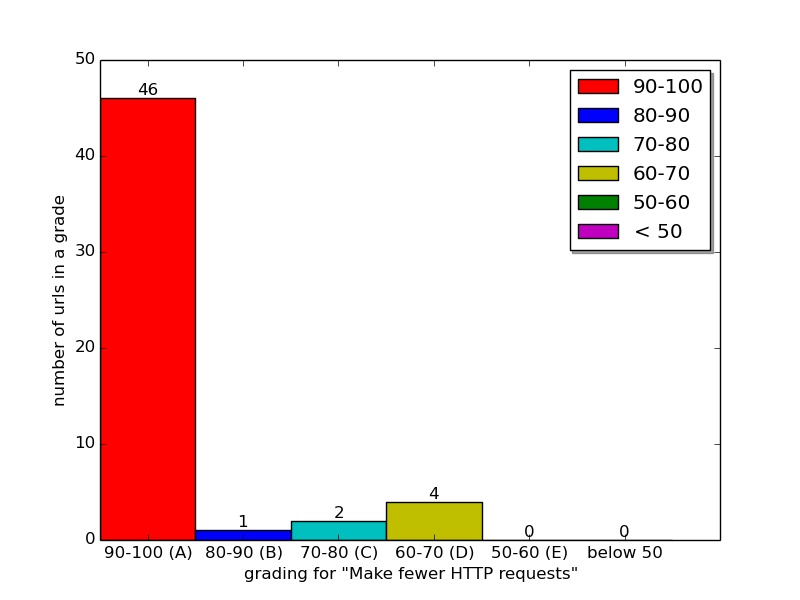 50
40
30
20
10
0
number of urls in a grade
46
1
2
4
0
0
90-100 (A)
80-90 (B)
70-80 (C)
60-70 (D)
50-60 (E)
below 50
grading for "Make fewer HTTP requests"
90-100
80-90
70-80
60-70
50-60
< 50